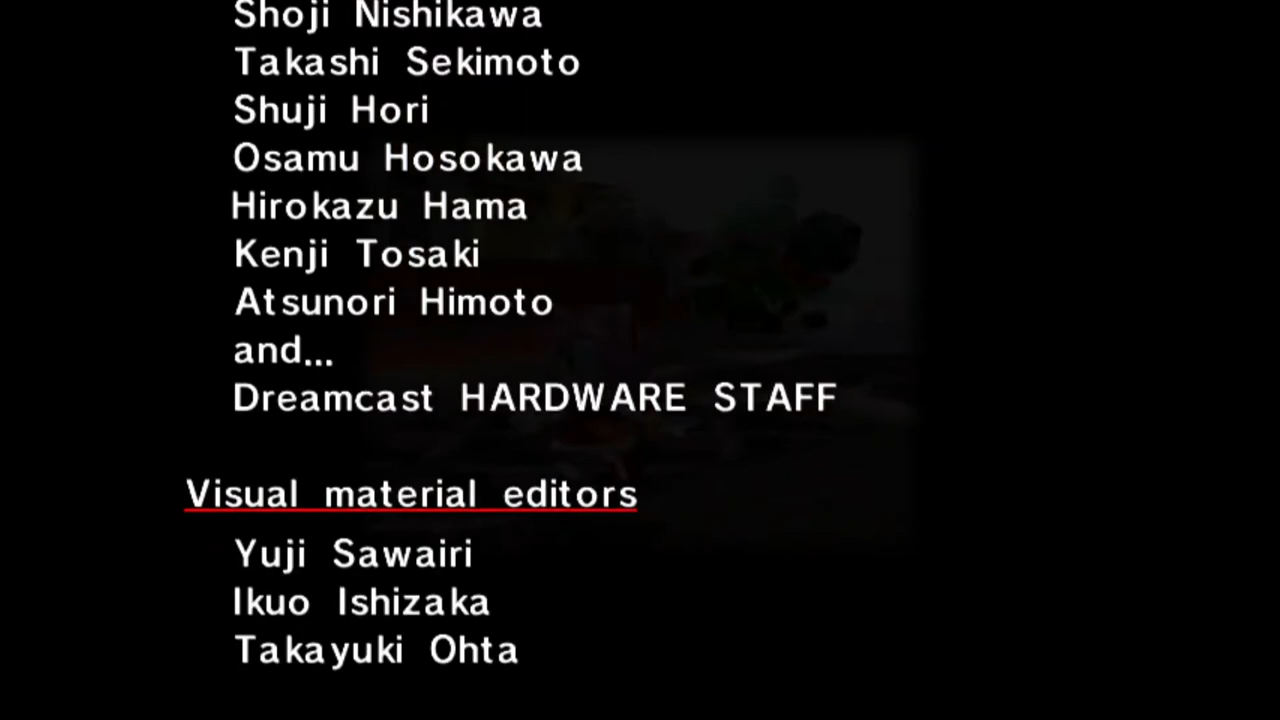 Shoji Nishikawa
Takashi Sekimoto
Shuji Hori
Osamu Hosokawa
Hirokazu Hama
Kenji Tosaki
Atsunori Himoto
and...
Dreamcast HARDWARE STAFF
Visual material editors
Yuji Sawairi
Ikuo Ishizaka
Takayuki Ohta